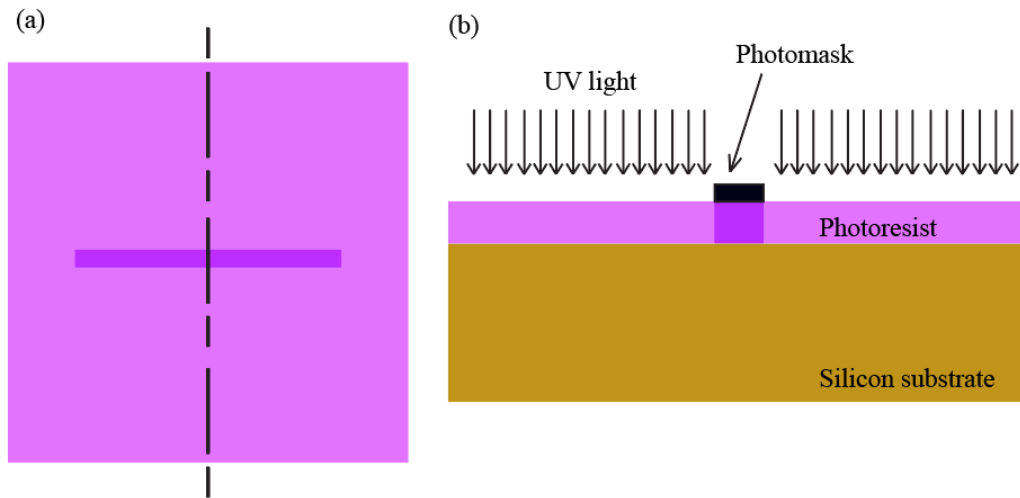 (a)
(b)
Photomask
UV light
Photoresist
Silicon substrate